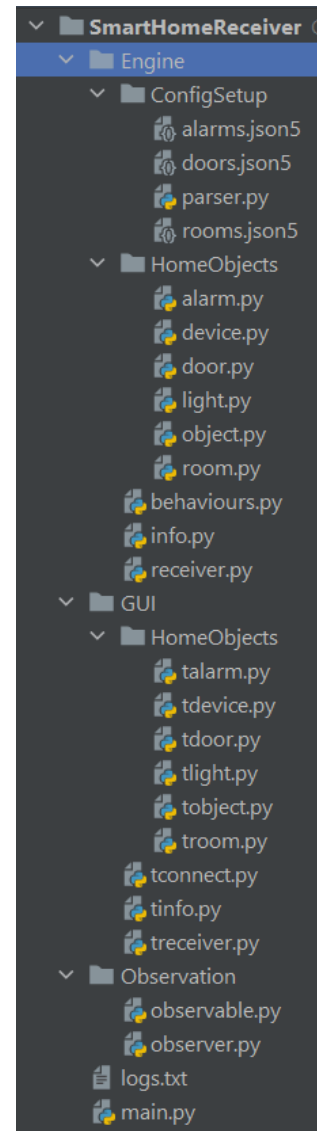 SmartHomeReceiver
Engine
ConfigSetup
alarms.json5
doors.json5
parser.py
rooms.json5
HomeObjects
alarm.py
device.py
door.py
light.py
object.py
room.py
behaviours.py
info.py
receiver.py
GUI
HomeObjects
talarm.py
tdevice.py
tdoor.py
tlight.py
tobject.py
troom.py
tconnect.py
tinfo.py
treceiver.py
Observation
observable.py
observer.py
logs.txt
main.py